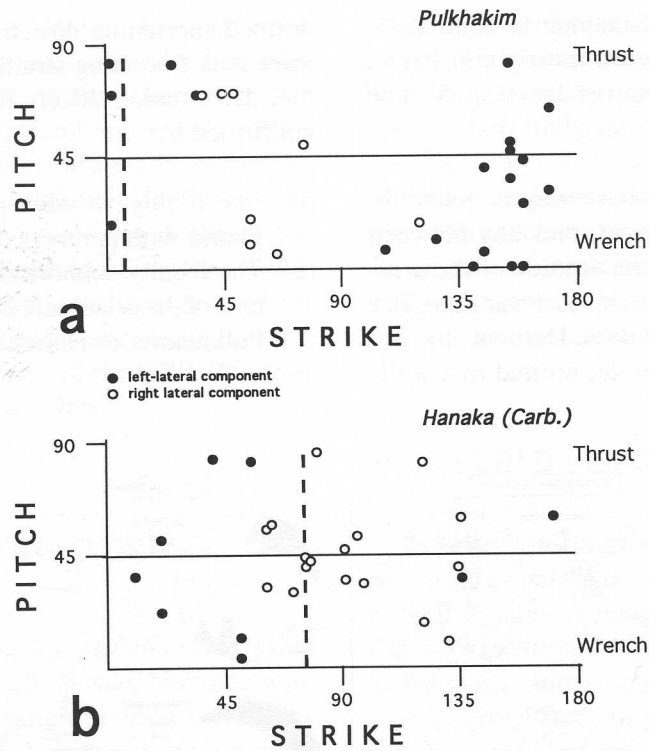 Pulkhakim
90
Thrust
PITCH
45
Wrench
a
45
90
135
180
STRIKE
● left-lateral component
○ right lateral component
Hanaka (Carb.)
90
Thrust
PITCH
45
Wrench
b
45
90
135
180
STRIKE